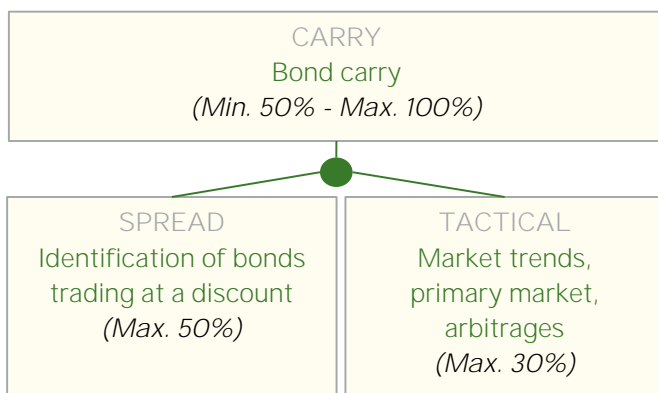 CARRY
Bond carry
(Min. 50% - Max. 100%)
SPREAD
Identification of bonds
trading at a discount
(Max. 50%)
TACTICAL
Market trends,
primary market,
arbitrages
(Max. 30%)